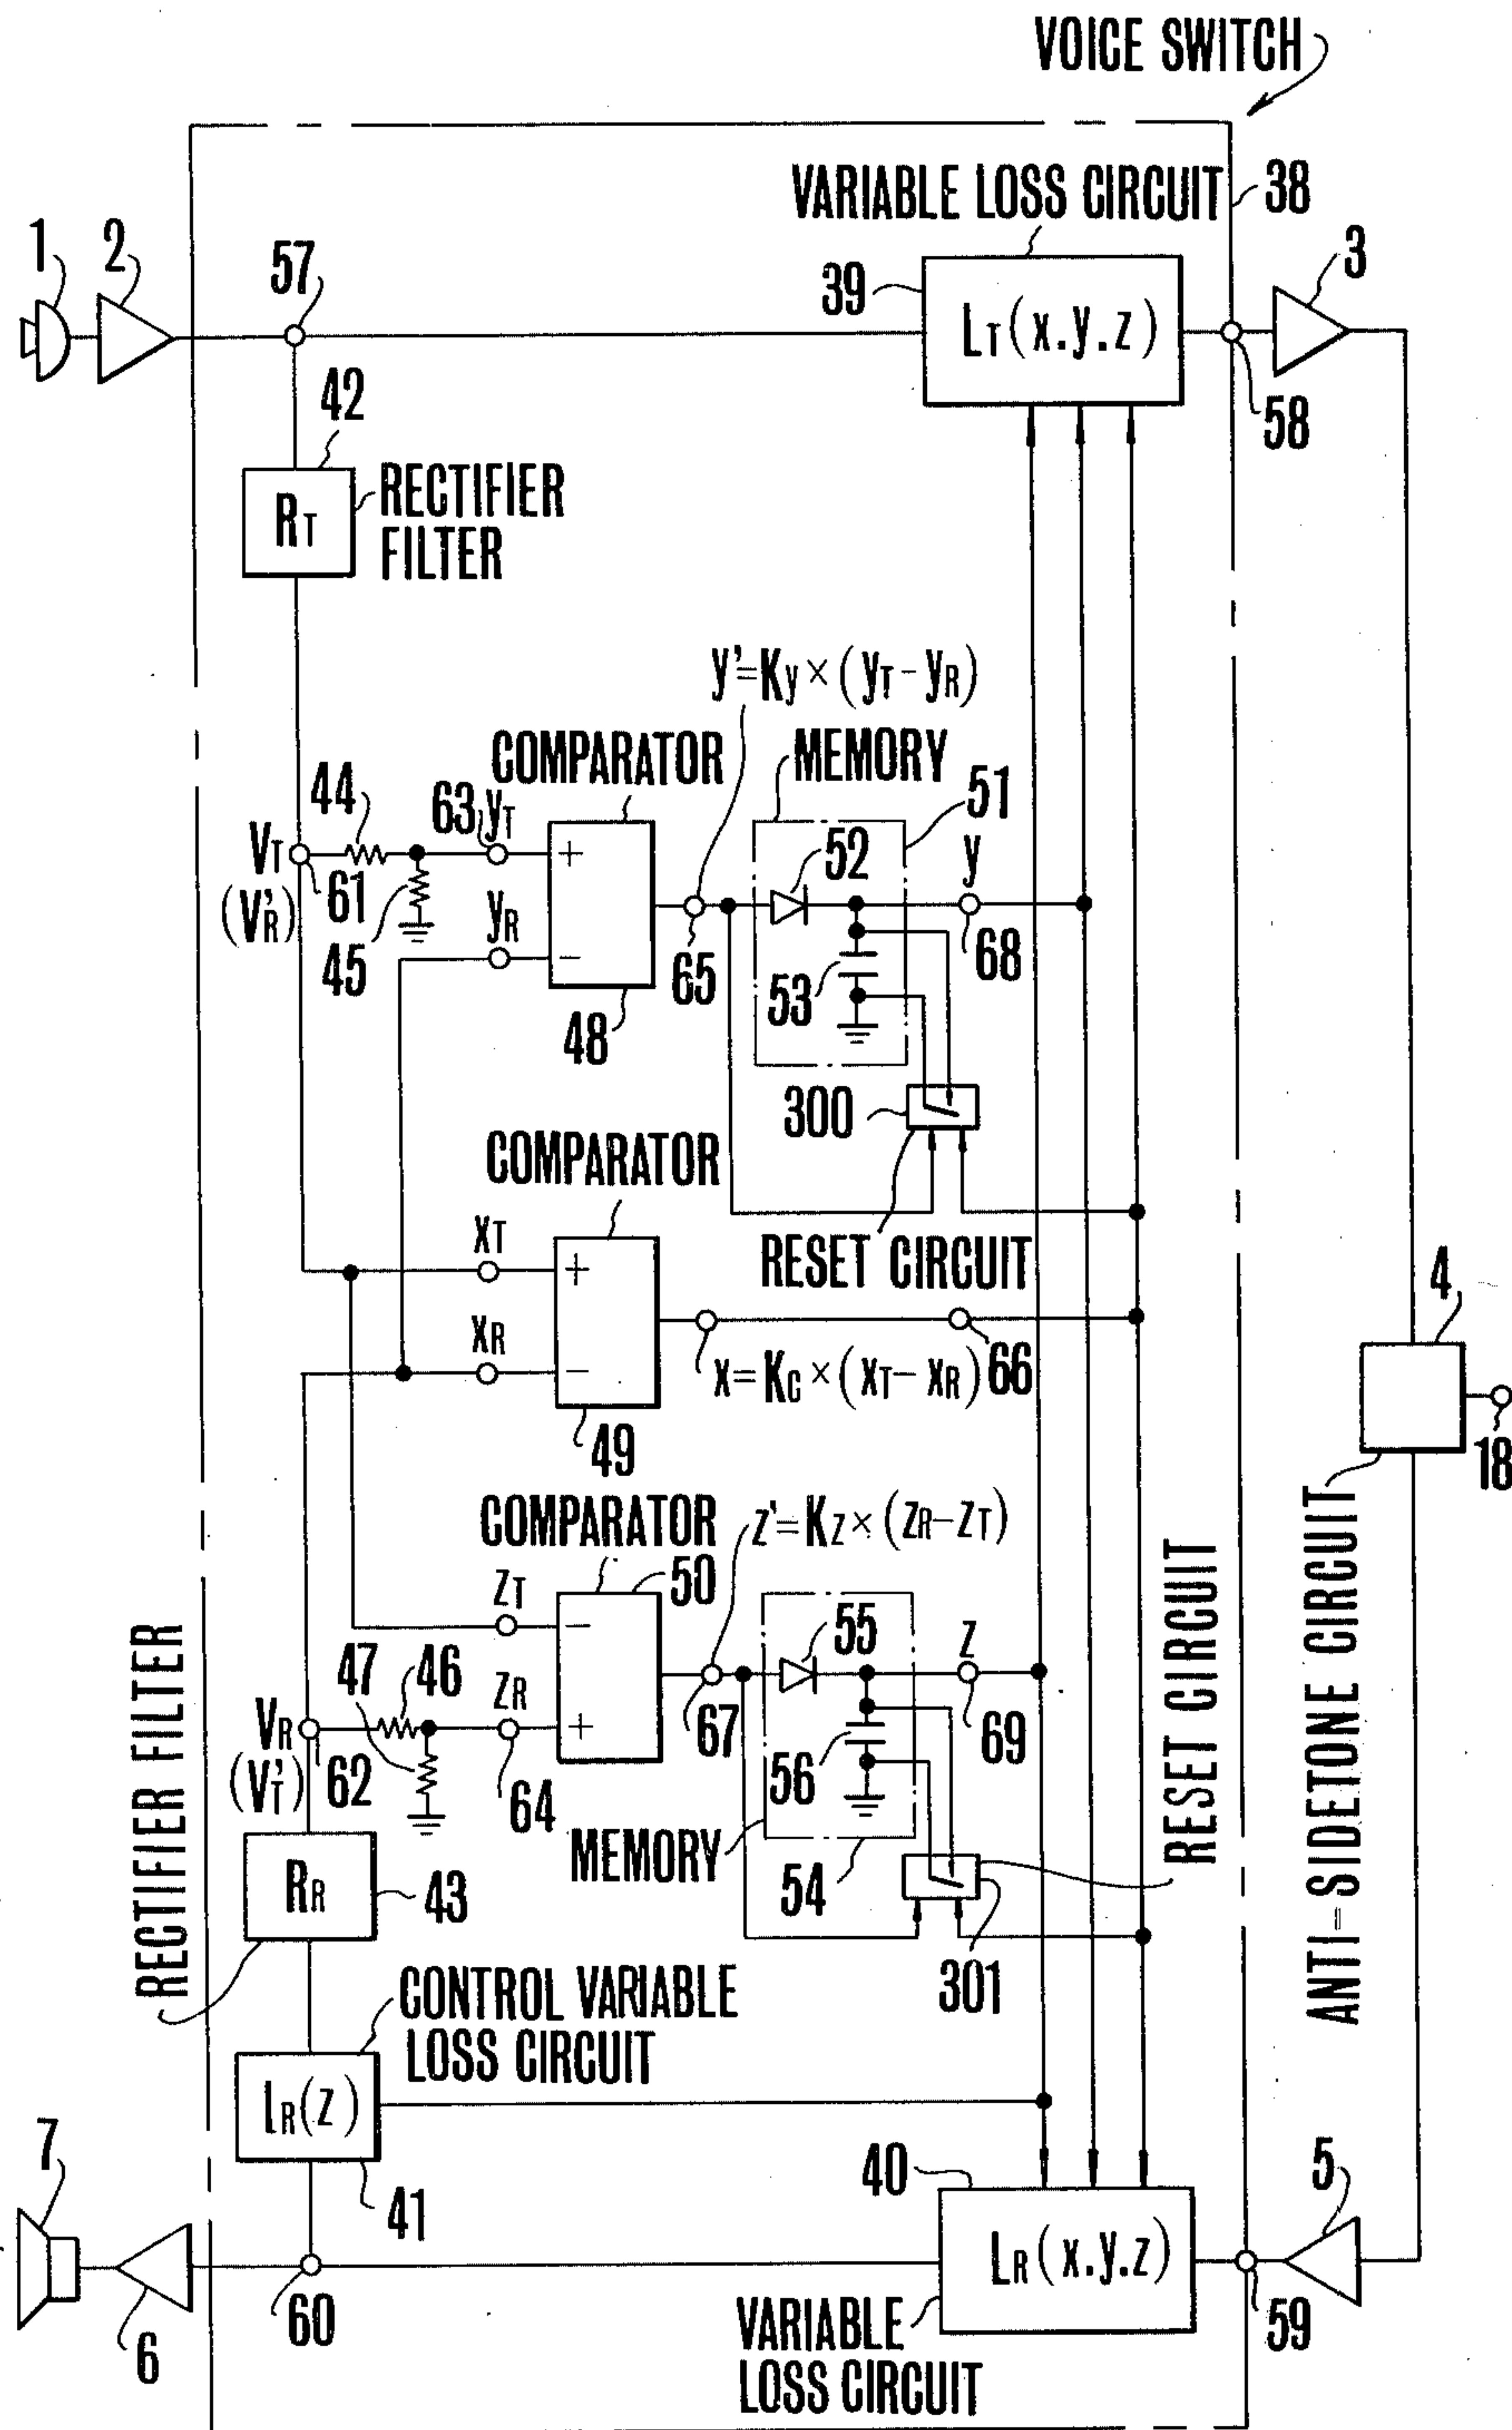 VOICE SWITCH
VARIABLE LOSS CIRCUIT
38
1
2
57
39
LT(x.y.z)
3
58
42
RT
RECTIFIER
FILTER
y'=Ky×(yT-yR)
COMPARATOR
MEMORY
51
44
63
yT
52
y
VT
(V'R)
61
+
45
yR
-
65
53
68
48
300
COMPARATOR
RESET CIRCUIT
xT
+
4
xR
-
x=KC×(xT-xR)
66
49
18
COMPARATOR
z'=Kz×(zR-zT)
50
zT
-
55
z
47
46
zR
+
VR
(V'T)
62
64
67
56
69
MEMORY
54
RECTIFIER FILTER
RESET CIRCUIT
ANTI-SIDETONE CIRCUIT
RR
43
301
CONTROL VARIABLE
LOSS CIRCUIT
lR(z)
41
7
40
5
LR(x.y.z)
6
60
59
VARIABLE
LOSS CIRCUIT